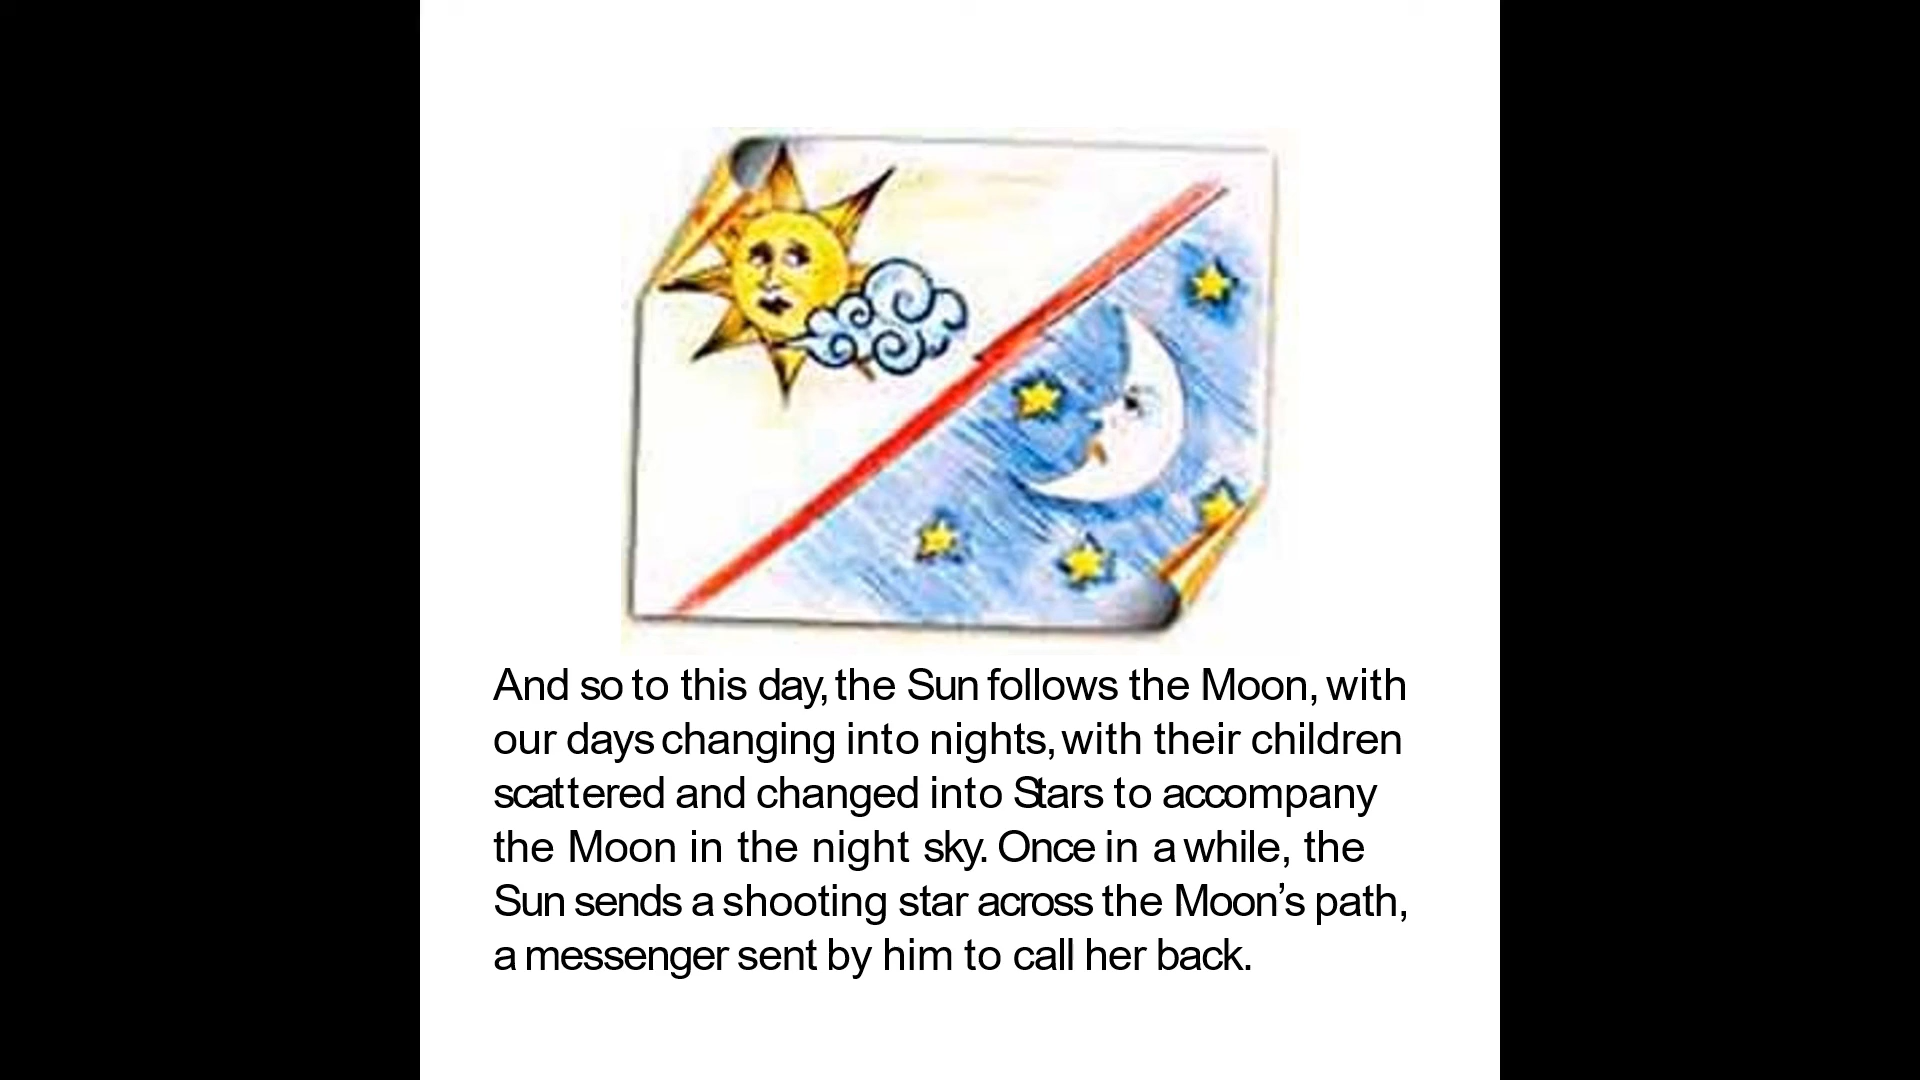 And so to this day, the Sun follows the Moon, with
our days changing into nights, with their children
scattered and changed into Stars to accompany
the Moon in the night sky. Once in a while, the
Sun sends a shooting star across the Moon’s path,
a messenger sent by him to call her back.